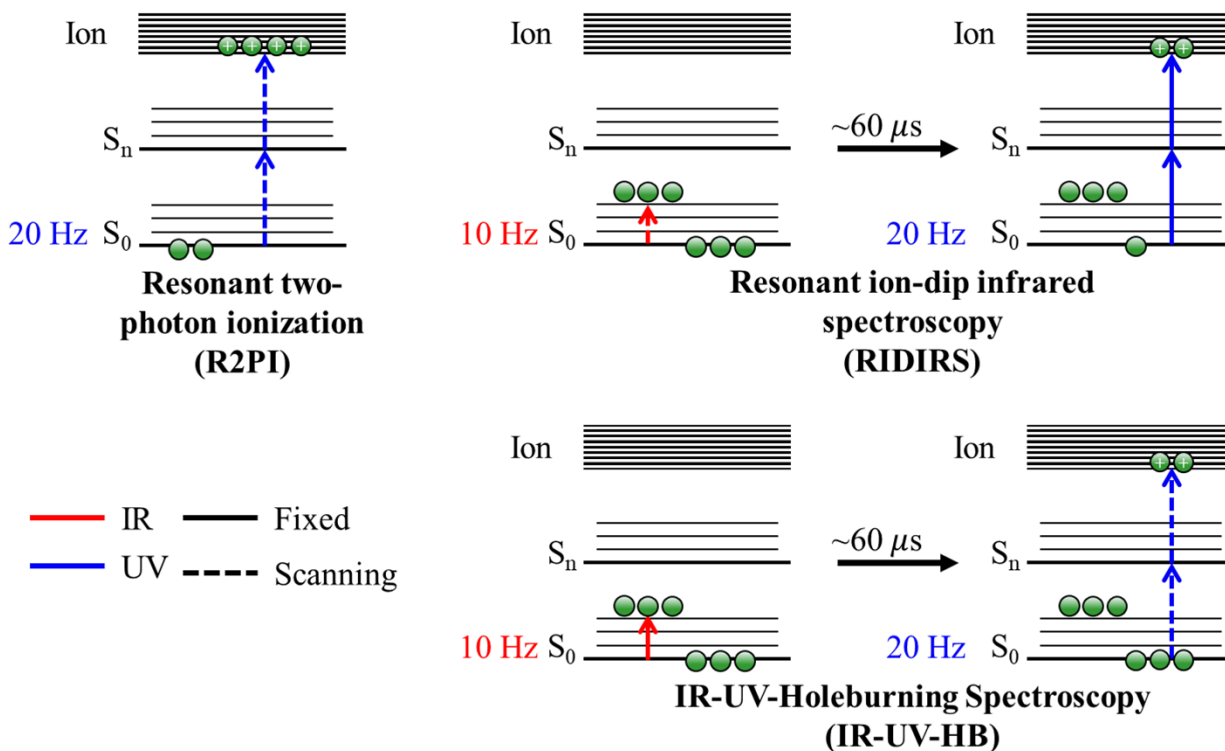 Ion
Sn
20 Hz
S0
+ + + +
Resonant two-
photon ionization
(R2PI)
Ion
Sn
10 Hz
S0
~60 μs
Ion
+ +
Sn
20 Hz
S0
Resonant ion-dip infrared
spectroscopy
(RIDIRS)
IR
Fixed
UV
Scanning
Ion
Sn
10 Hz
S0
~60 μs
Ion
+ +
Sn
20 Hz
S0
IR-UV-Holeburning Spectroscopy
(IR-UV-HB)